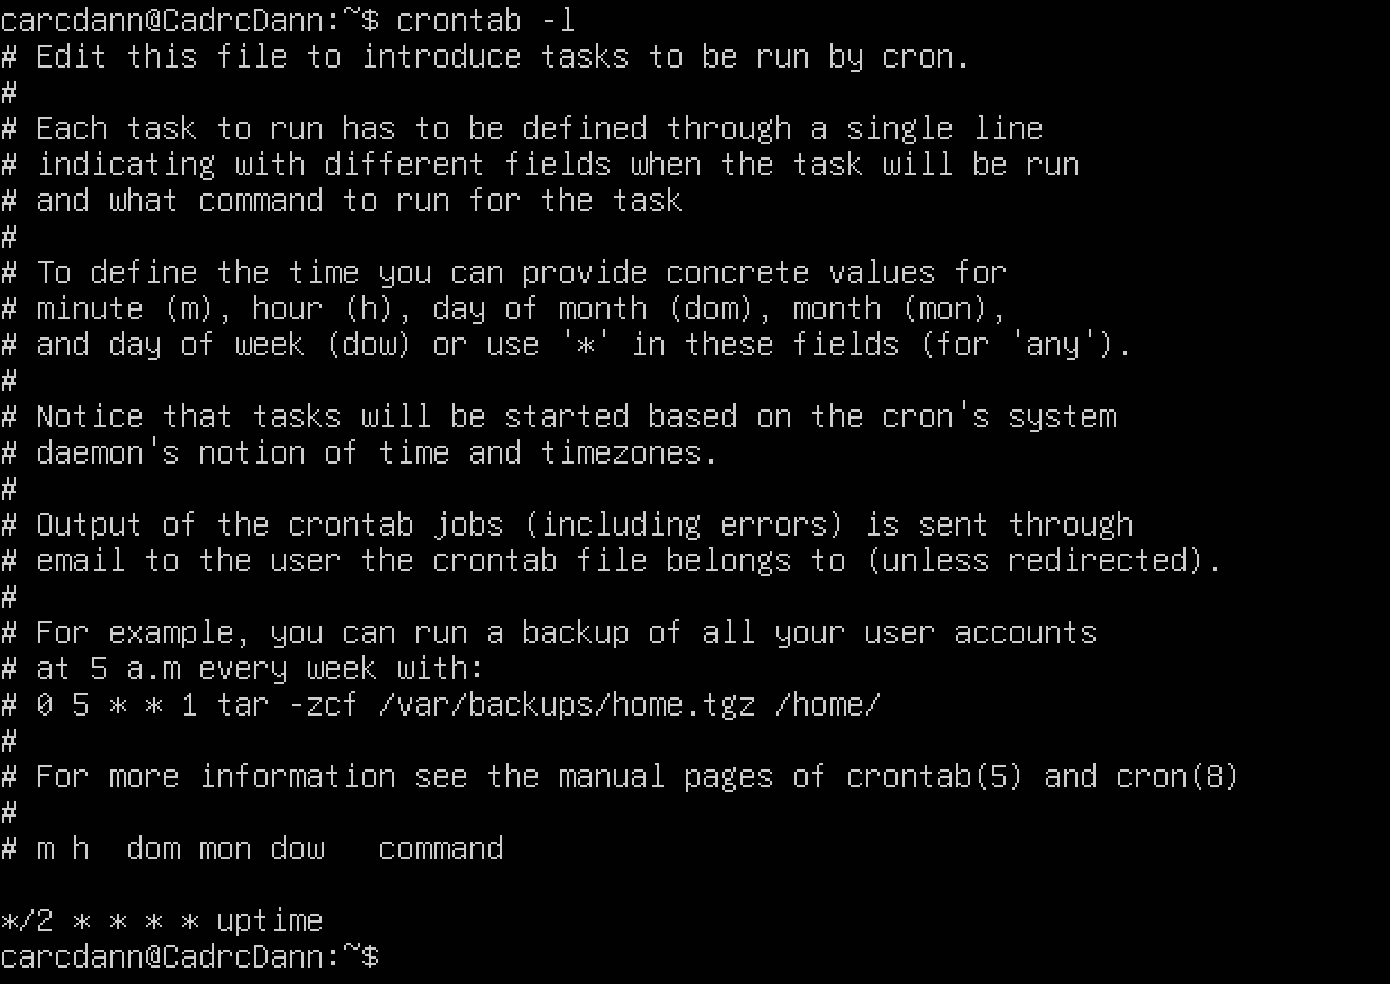 carcdann@CadrcDann:~$ crontab -l
# Edit this file to introduce tasks to be run by cron.
#
# Each task to run has to be defined through a single line
# indicating with different fields when the task will be run
# and what command to run for the task
#
# To define the time you can provide concrete values for
# minute (m), hour (h), day of month (dom), month (mon),
# and day of week (dow) or use '*' in these fields (for 'any').
#
# Notice that tasks will be started based on the cron's system
# daemon's notion of time and timezones.
#
# Output of the crontab jobs (including errors) is sent through
# email to the user the crontab file belongs to (unless redirected).
#
# For example, you can run a backup of all your user accounts
# at 5 a.m every week with:
# 0 5 * * 1 tar -zcf /var/backups/home.tgz /home/
#
# For more information see the manual pages of crontab(5) and cron(8)
#
# m h  dom mon dow   command

*/2 * * * * uptime
carcdann@CadrcDann:~$